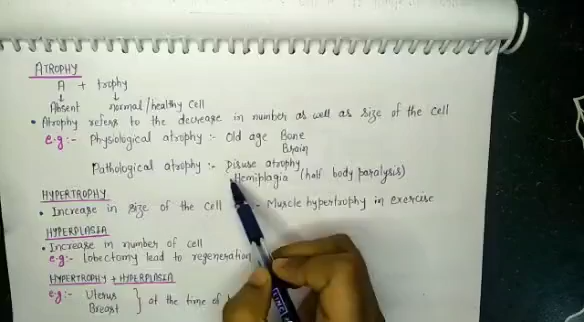 ATROPHY
A + trophy
Absent normal/healthy cell
• Atrophy refers to the decrease in number as well as size of the cell
e.g:- Physiological atrophy:- Old age Bone
Brain
Pathological atrophy:- Disuse atrophy
Hemiplagia (half body paralysis)
HYPERTROPHY
• Increase in size of the cell - Muscle hypertrophy in exercise
HYPERPLASIA
• Increase in number of cell
e.g:- Lobectomy lead to regeneration
HYPERTROPHY + HYPERPLASIA
e.g:- Uterus } at the time of
Breast